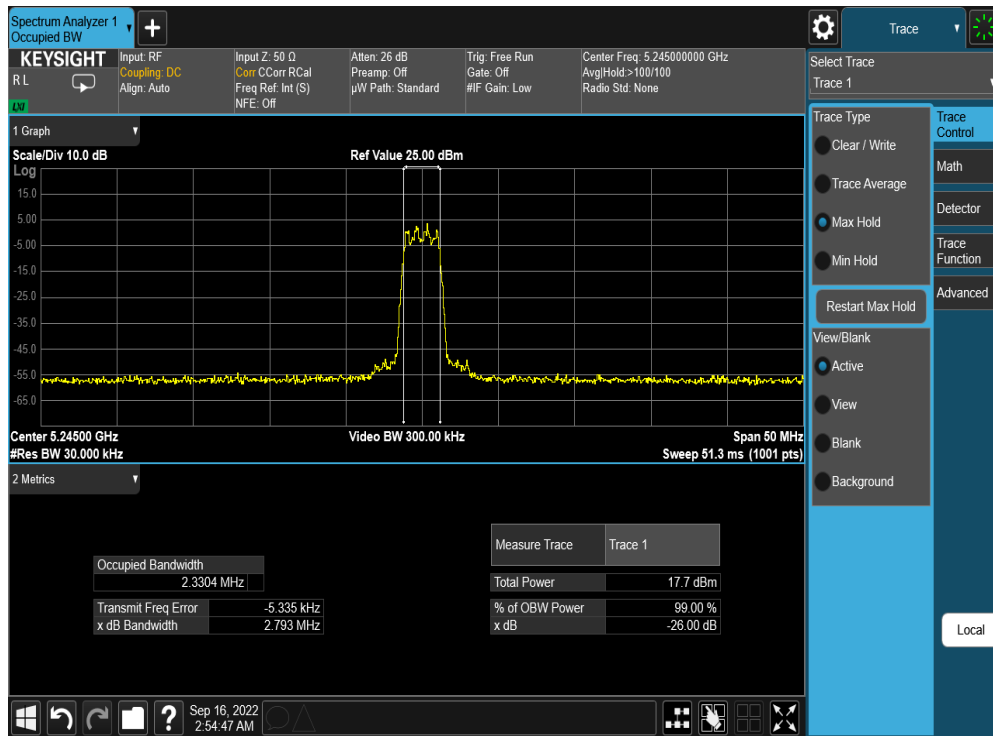 Spectrum Analyzer 1
Occupied BW
Trace
KEYSIGHT
R L
LXI
Input: RF
Coupling: DC
Align: Auto
Input Z: 50 Ω
Corr CCorr RCal
Freq Ref: Int (S)
NFE: Off
Atten: 26 dB
Preamp: Off
µW Path: Standard
Trig: Free Run
Gate: Off
#IF Gain: Low
Center Freq: 5.245000000 GHz
Avg|Hold:>100/100
Radio Std: None
Select Trace
Trace 1
1 Graph
Scale/Div 10.0 dB
Ref Value 25.00 dBm
Log
15.0
5.00
-5.00
-15.0
-25.0
-35.0
-45.0
-55.0
-65.0
Center 5.24500 GHz
Video BW 300.00 kHz
Span 50 MHz
#Res BW 30.000 kHz
Sweep 51.3 ms (1001 pts)
2 Metrics
Occupied Bandwidth
2.3304 MHz
Transmit Freq Error -5.335 kHz
x dB Bandwidth 2.793 MHz
Measure Trace Trace 1
Total Power 17.7 dBm
% of OBW Power 99.00 %
x dB -26.00 dB
Trace Type
Clear / Write
Trace Average
Max Hold
Min Hold
Restart Max Hold
View/Blank
Active
View
Blank
Background
Trace
Control
Math
Detector
Trace
Function
Advanced
Local
?
Sep 16, 2022
2:54:47 AM